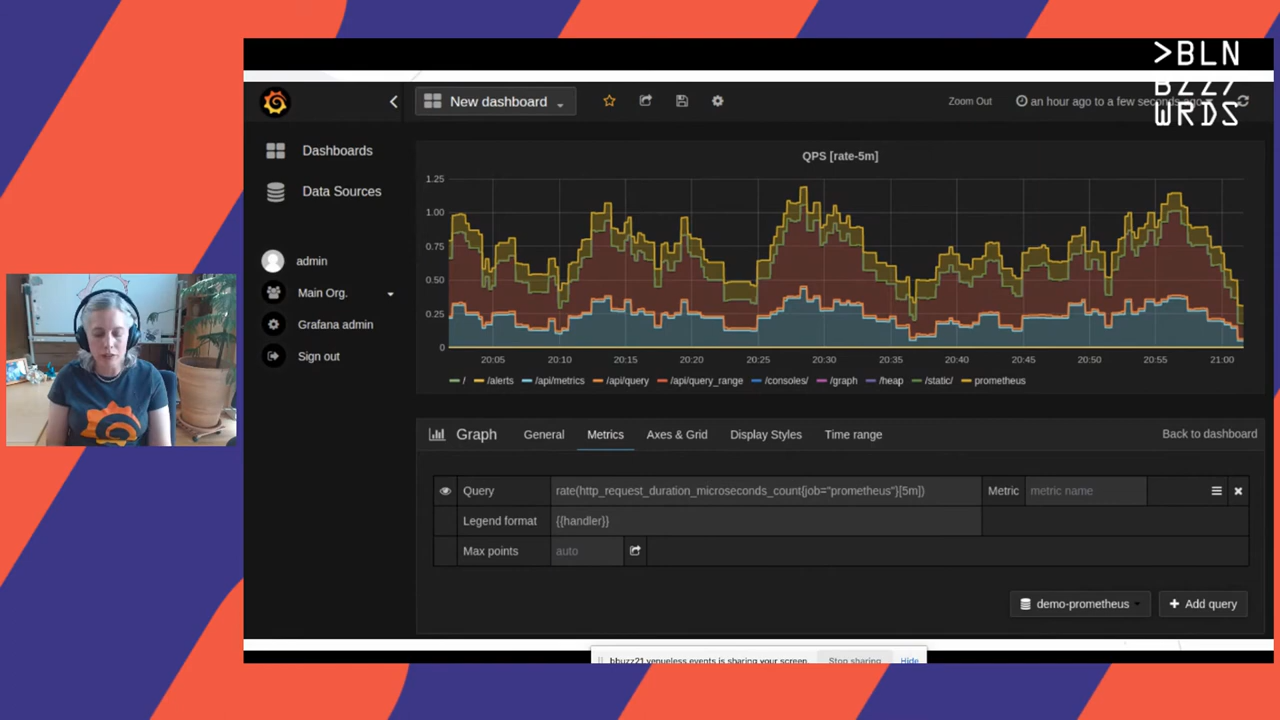 >BLN
BZZ7
WRDS
New dashboard
Zoom Out
an hour ago to a few seconds ago
Dashboards
Data Sources
admin
Main Org.
Grafana admin
Sign out
QPS [rate-5m]
1.25
1.00
0.75
0.50
0.25
0
20:05 20:10 20:15 20:20 20:25 20:30 20:35 20:40 20:45 20:50 20:55 21:00
/ /alerts /api/metrics /api/query /api/query_range /consoles/ /graph /heap /static/ prometheus
Graph General Metrics Axes & Grid Display Styles Time range Back to dashboard
Query rate(http_request_duration_microseconds_count{job="prometheus"}[5m]) Metric metric name
Legend format {{handler}}
Max points auto
demo-prometheus Add query
bbuzz21.venueless.events is sharing your screen. Stop sharing Hide